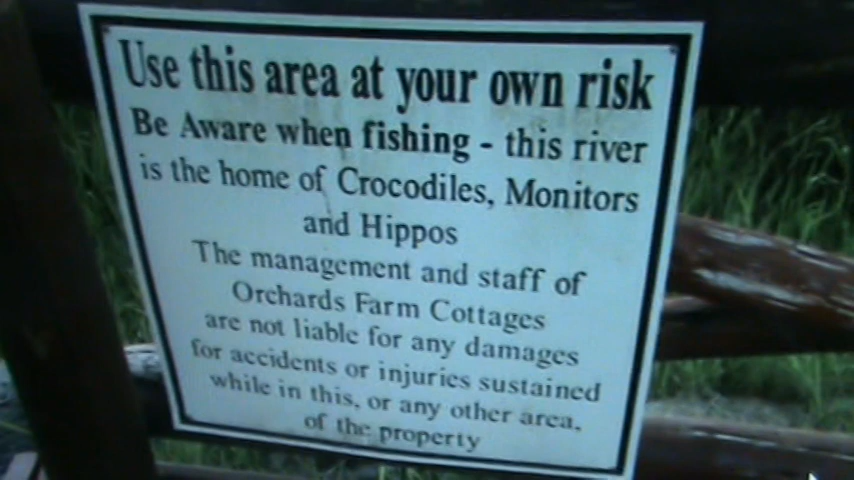 Use this area at your own risk
Be Aware when fishing - this river
is the home of Crocodiles, Monitors
and Hippos
The management and staff of
Orchards Farm Cottages
are not liable for any damages
for accidents or injuries sustained
while in this, or any other area,
of the property